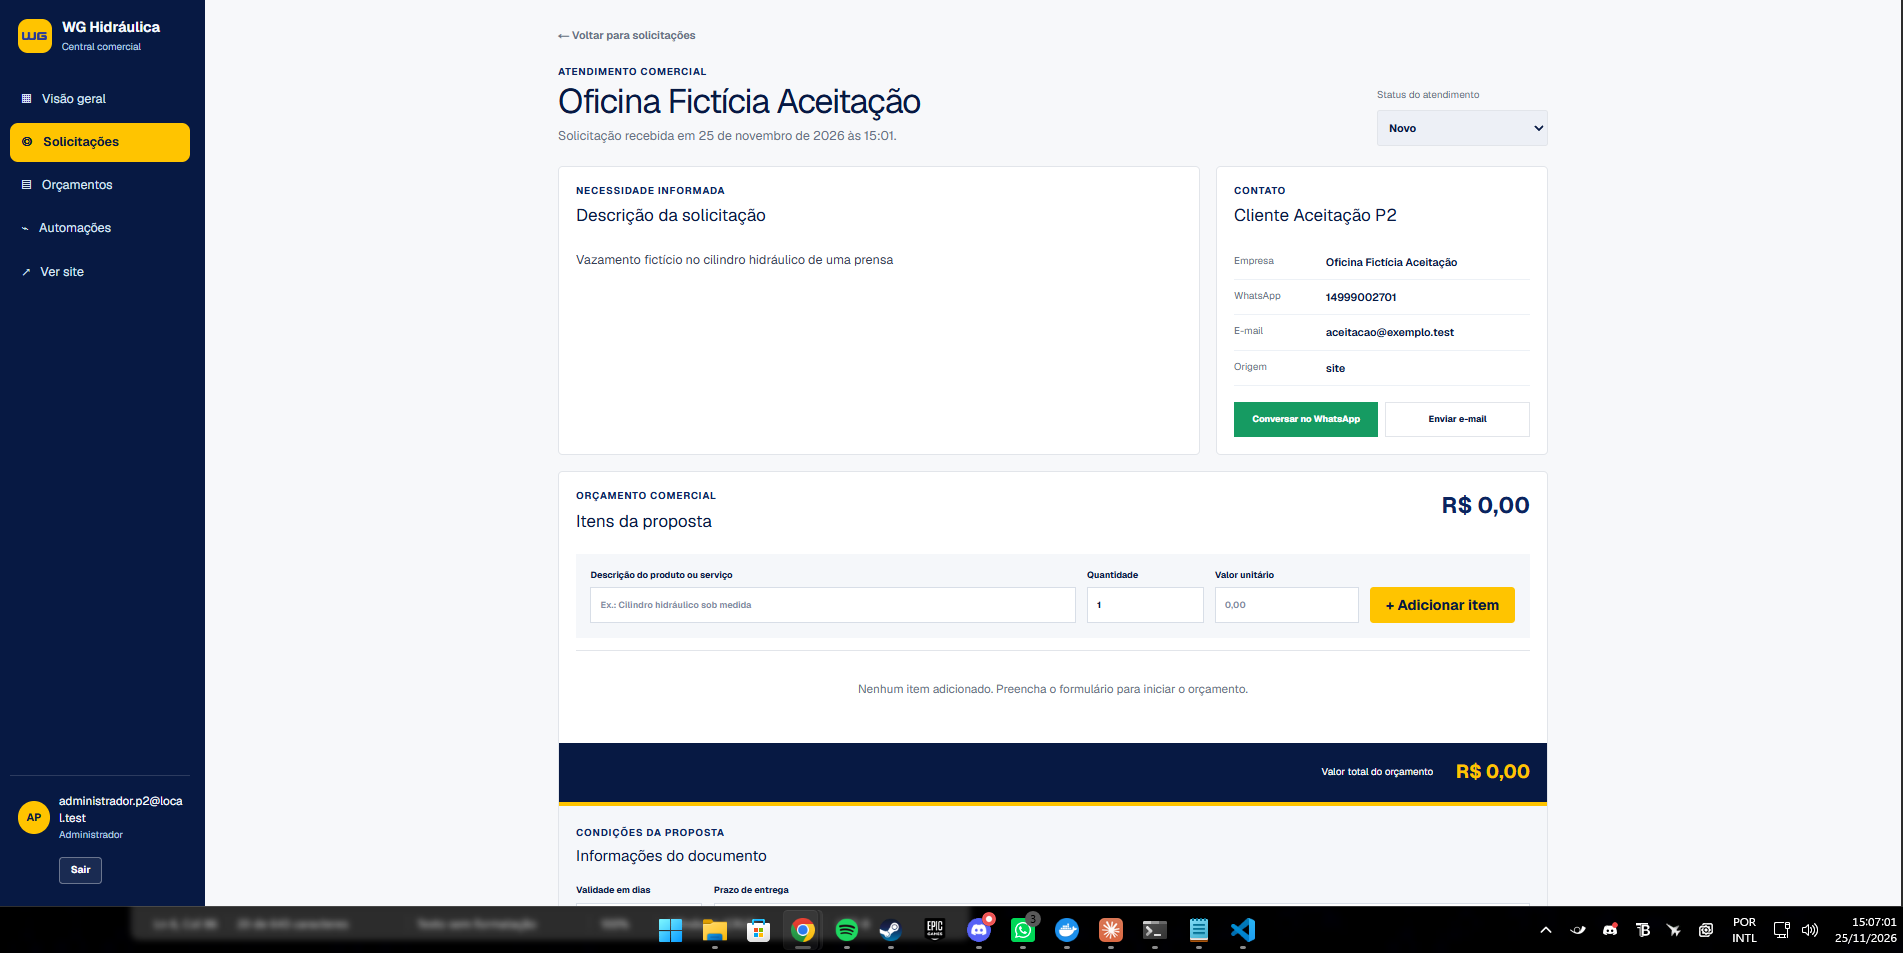 WG
WG Hidráulica
Central comercial
Visão geral
Solicitações
Orçamentos
Automações
Ver site
AP
administrador.p2@loca
l.test
Administrador
Sair
← Voltar para solicitações
ATENDIMENTO COMERCIAL
Oficina Fictícia Aceitação
Solicitação recebida em 25 de novembro de 2026 às 15:01.
Status do atendimento
Novo
NECESSIDADE INFORMADA
Descrição da solicitação
Vazamento fictício no cilindro hidráulico de uma prensa
CONTATO
Cliente Aceitação P2
Empresa Oficina Fictícia Aceitação
WhatsApp 14999002701
E-mail aceitacao@exemplo.test
Origem site
Conversar no WhatsApp Enviar e-mail
ORÇAMENTO COMERCIAL
Itens da proposta
R$ 0,00
Descrição do produto ou serviço Quantidade Valor unitário
Ex.: Cilindro hidráulico sob medida 1 0,00 + Adicionar item
Nenhum item adicionado. Preencha o formulário para iniciar o orçamento.
Valor total do orçamento R$ 0,00
CONDIÇÕES DA PROPOSTA
Informações do documento
Validade em dias Prazo de entrega
EPIC
GAMES
3
POR
INTL
15:07:01
25/11/2026